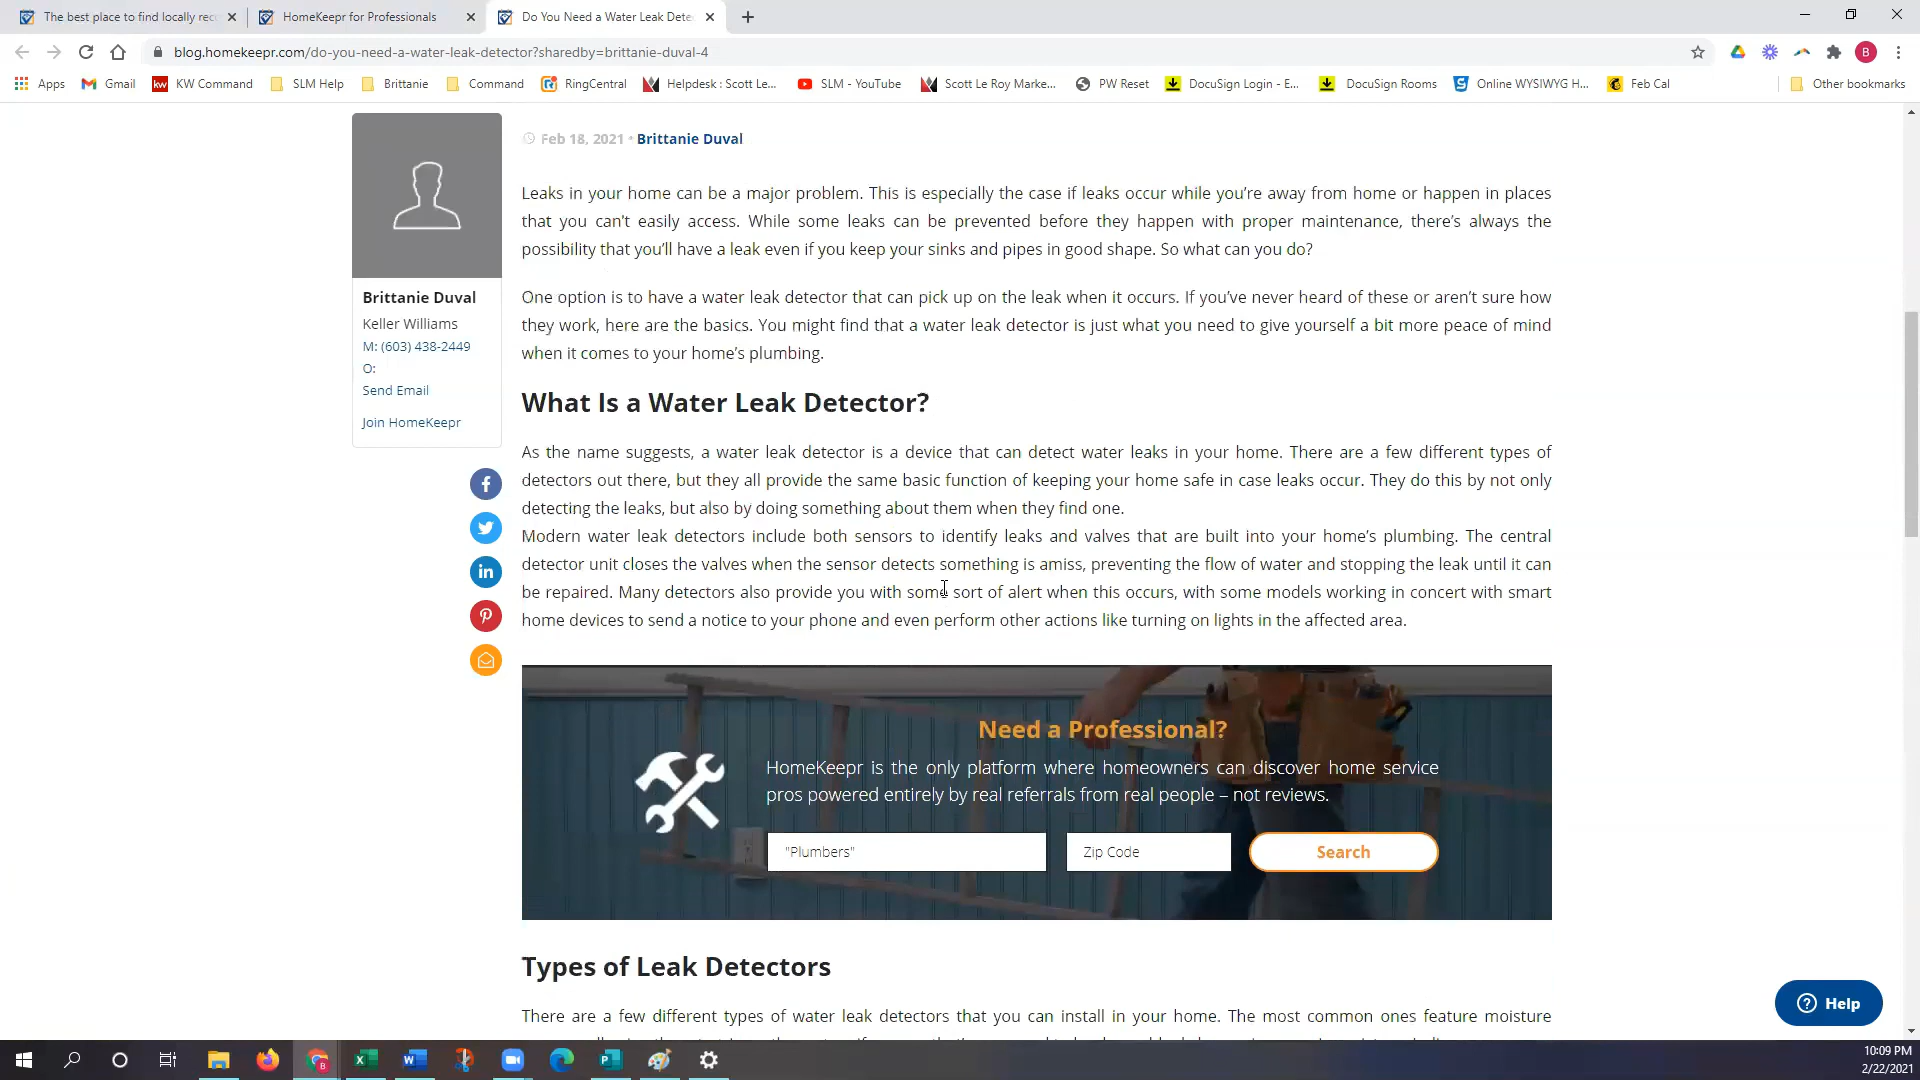 The best place to find locally rec
HomeKeepr for Professionals
Do You Need a Water Leak Dete
blog.homekeepr.com/do-you-need-a-water-leak-detector?sharedby=brittanie-duval-4
B
Apps
Gmail
kw
KW Command
SLM Help
Brittanie
Command
RingCentral
Helpdesk : Scott Le...
SLM - YouTube
Scott Le Roy Marke...
PW Reset
DocuSign Login - E...
DocuSign Rooms
Online WYSIWYG H...
Feb Cal
Other bookmarks
Feb 18, 2021 • Brittanie Duval
Leaks in your home can be a major problem. This is especially the case if leaks occur while you’re away from home or happen in places
that you can’t easily access. While some leaks can be prevented before they happen with proper maintenance, there’s always the
possibility that you’ll have a leak even if you keep your sinks and pipes in good shape. So what can you do?
One option is to have a water leak detector that can pick up on the leak when it occurs. If you’ve never heard of these or aren’t sure how
they work, here are the basics. You might find that a water leak detector is just what you need to give yourself a bit more peace of mind
when it comes to your home’s plumbing.
Brittanie Duval
Keller Williams
M: (603) 438-2449
O:
Send Email
Join HomeKeepr
What Is a Water Leak Detector?
As the name suggests, a water leak detector is a device that can detect water leaks in your home. There are a few different types of
detectors out there, but they all provide the same basic function of keeping your home safe in case leaks occur. They do this by not only
detecting the leaks, but also by doing something about them when they find one.
Modern water leak detectors include both sensors to identify leaks and valves that are built into your home’s plumbing. The central
detector unit closes the valves when the sensor detects something is amiss, preventing the flow of water and stopping the leak until it can
be repaired. Many detectors also provide you with some sort of alert when this occurs, with some models working in concert with smart
home devices to send a notice to your phone and even perform other actions like turning on lights in the affected area.
Need a Professional?
HomeKeepr is the only platform where homeowners can discover home service
pros powered entirely by real referrals from real people – not reviews.
"Plumbers"
Zip Code
Search
Types of Leak Detectors
There are a few different types of water leak detectors that you can install in your home. The most common ones feature moisture
Help
10:09 PM
2/22/2021